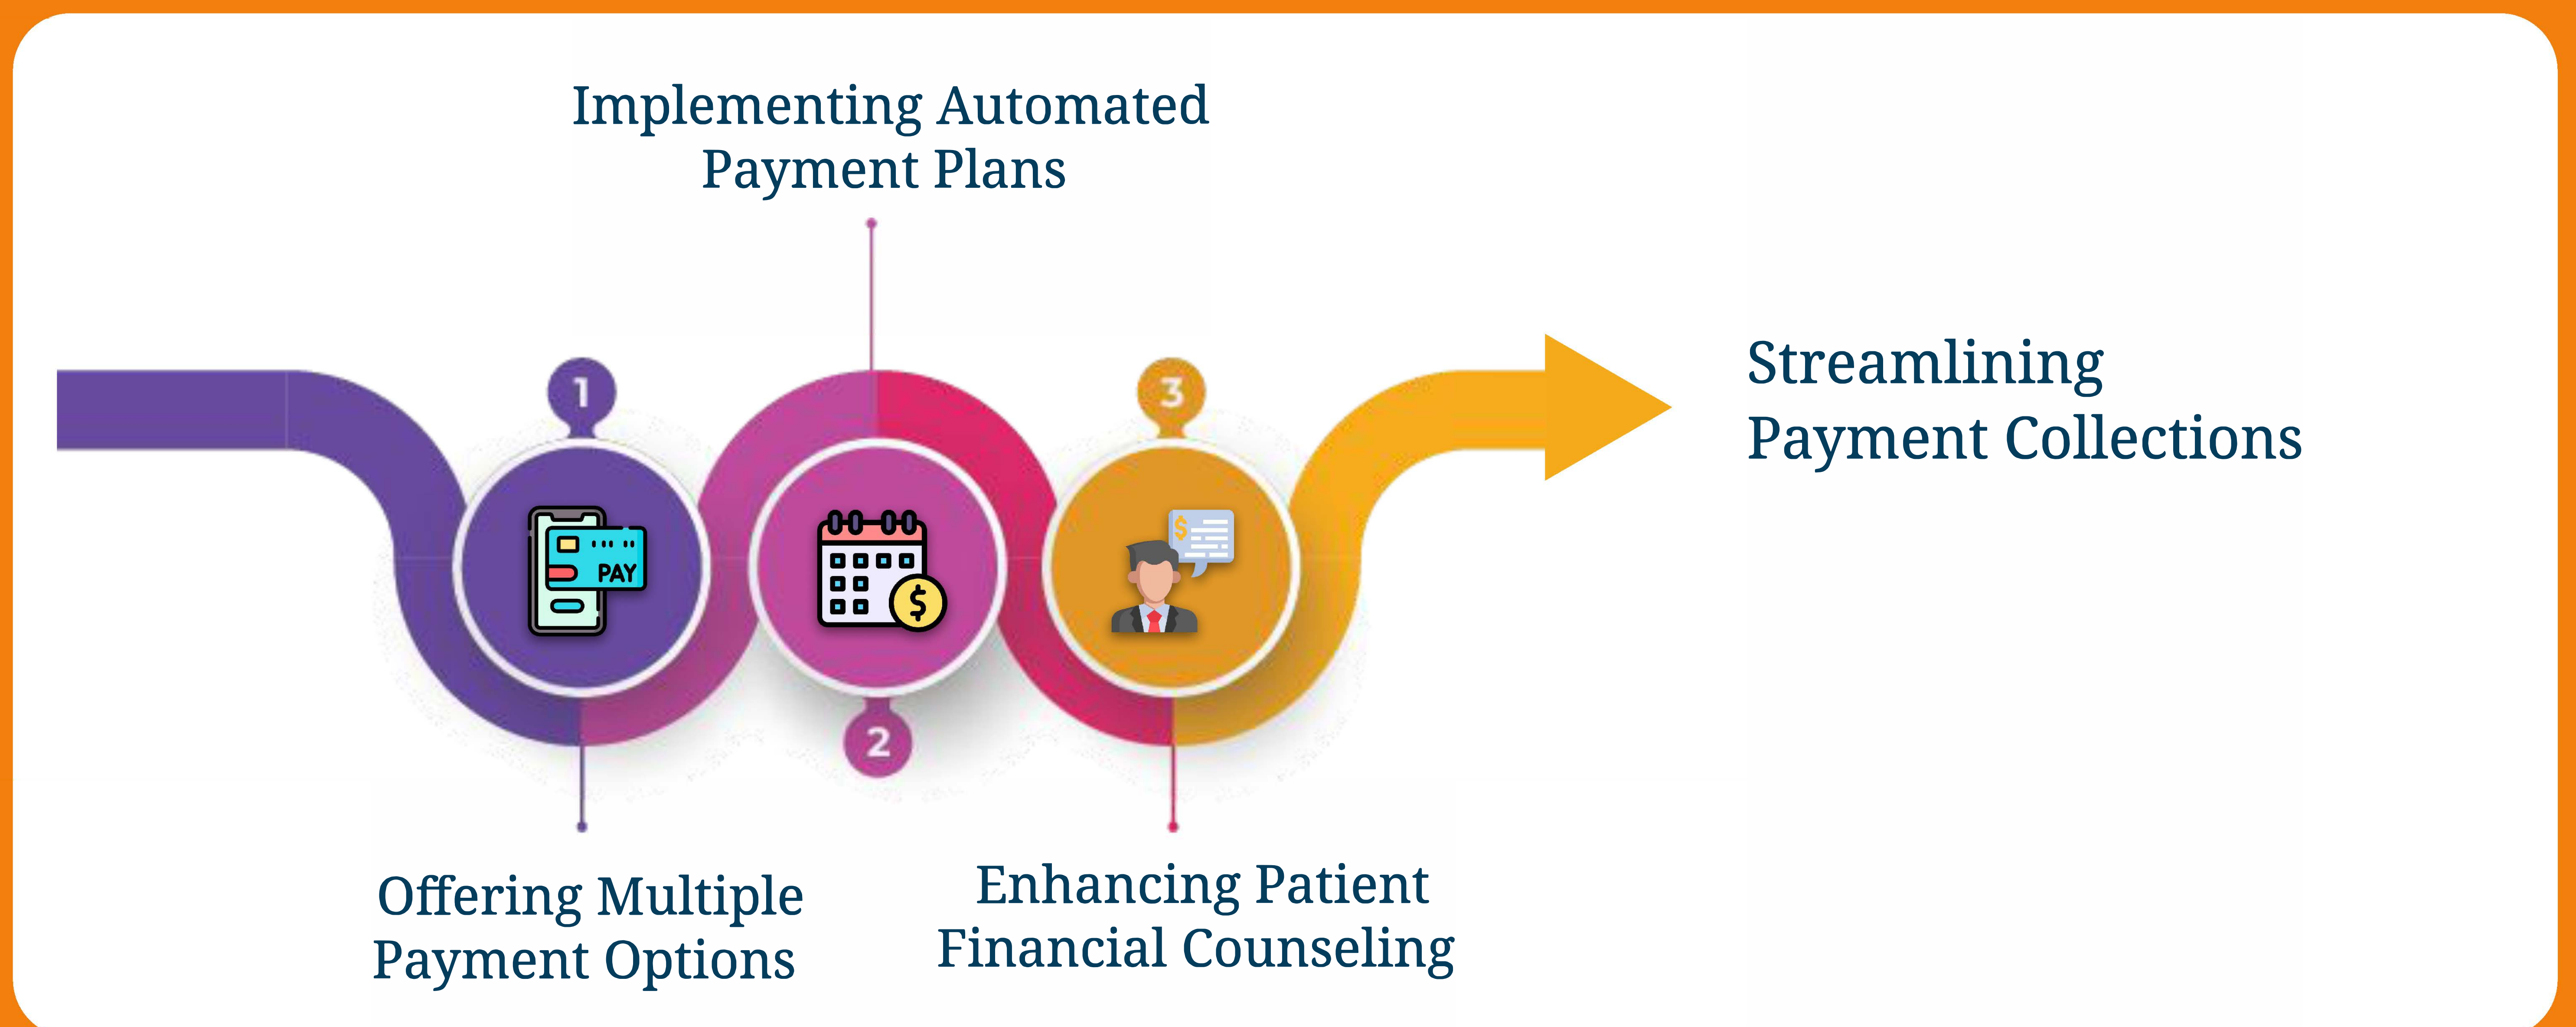 Implementing Automated
Payment Plans
1
3
Streamlining
Payment Collections
PAY
$
$
2
Offering Multiple
Payment Options
Enhancing Patient
Financial Counseling